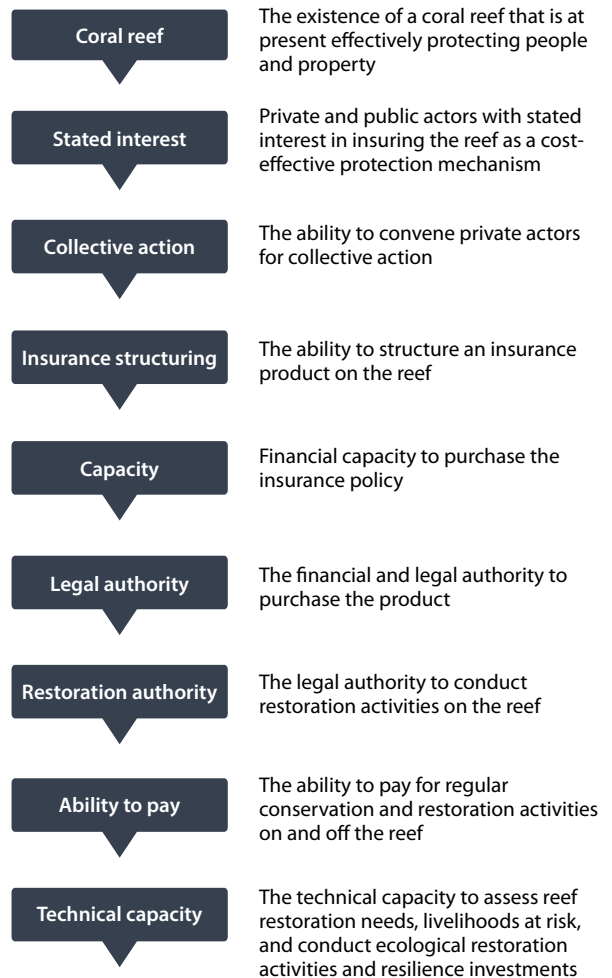 Coral reef
The existence of a coral reef that is at
present effectively protecting people
and property
Stated interest
Private and public actors with stated
interest in insuring the reef as a cost-
effective protection mechanism
Collective action
The ability to convene private actors
for collective action
Insurance structuring
The ability to structure an insurance
product on the reef
Capacity
Financial capacity to purchase the
insurance policy
Legal authority
The financial and legal authority to
purchase the product
Restoration authority
The legal authority to conduct
restoration activities on the reef
Ability to pay
The ability to pay for regular
conservation and restoration activities
on and off the reef
Technical capacity
The technical capacity to assess reef
restoration needs, livelihoods at risk,
and conduct ecological restoration
activities and resilience investments